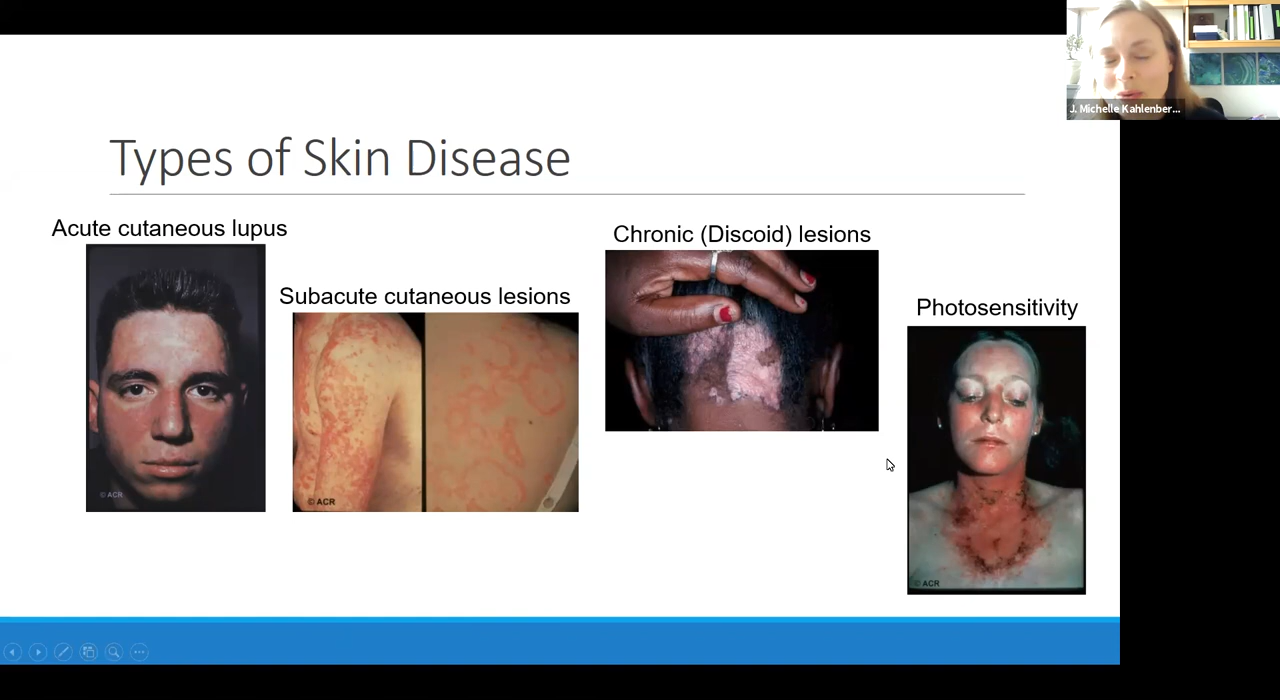 J. Michelle Kahlenber...
Types of Skin Disease
Acute cutaneous lupus
© ACR
Subacute cutaneous lesions
© ACR
Chronic (Discoid) lesions
Photosensitivity
© ACR